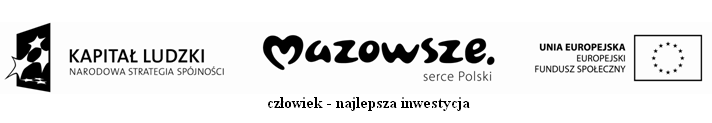 KAPITAŁ LUDZKI
NARODOWA STRATEGIA SPÓJNOŚCI
mazowsze.
serce Polski
UNIA EUROPEJSKA
EUROPEJSKI
FUNDUSZ SPOŁECZNY
człowiek - najlepsza inwestycja